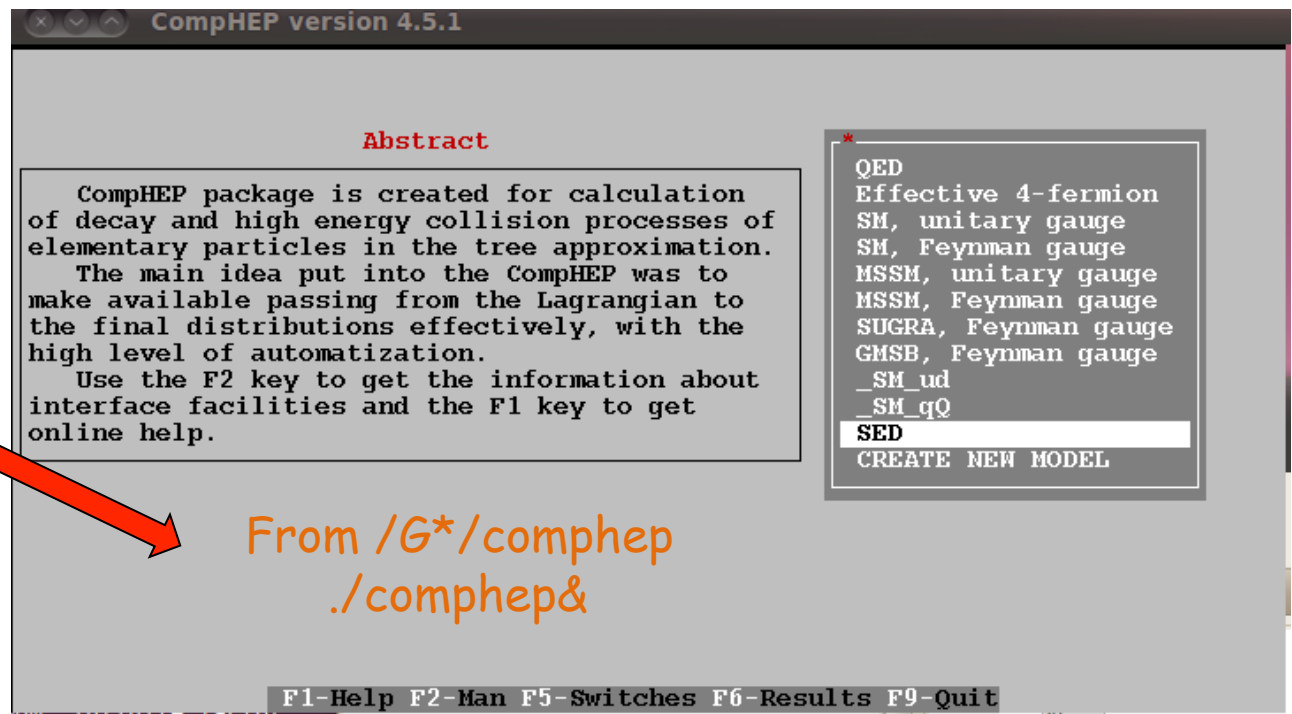 CompHEP version 4.5.1
Abstract
CompHEP package is created for calculation
of decay and high energy collision processes of
elementary particles in the tree approximation.
The main idea put into the CompHEP was to
make available passing from the Lagrangian to
the final distributions effectively, with the
high level of automatization.
Use the F2 key to get the information about
interface facilities and the F1 key to get
online help.
*
QED
Effective 4-fermion
SM, unitary gauge
SM, Feynman gauge
MSSM, unitary gauge
MSSM, Feynman gauge
SUGRA, Feynman gauge
GMSB, Feynman gauge
_SM_ud
_SM_qQ
SED
CREATE NEW MODEL
From /G*/comphep
./comphep&
F1-Help F2-Man F5-Switches F6-Results F9-Quit